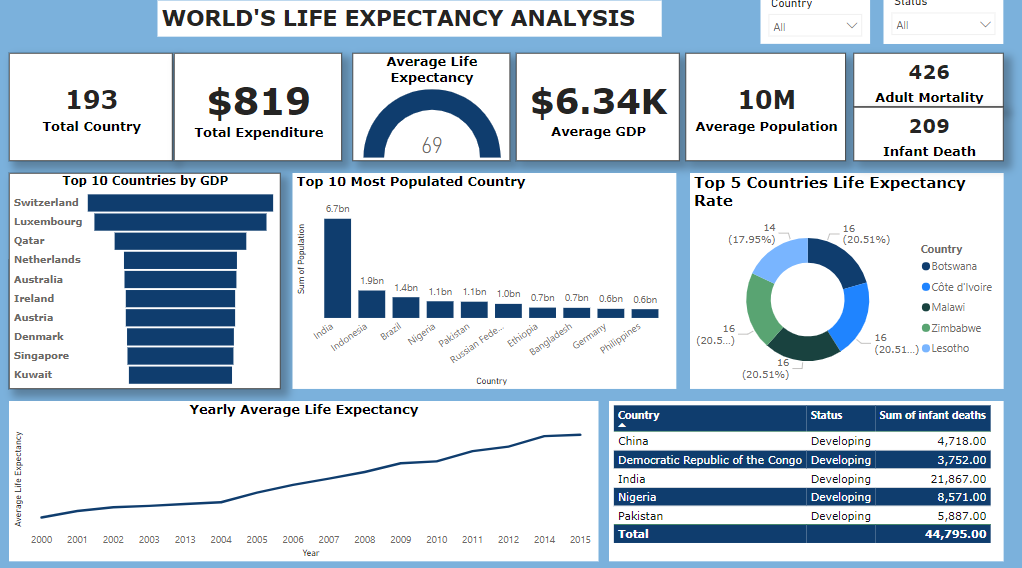 WORLD'S LIFE EXPECTANCY ANALYSIS
Country
All
Status
All
193
Total Country
$819
Total Expenditure
Average Life
Expectancy
69
$6.34K
Average GDP
10M
Average Population
426
Adult Mortality
209
Infant Death
Top 10 Countries by GDP
Switzerland
Luxembourg
Qatar
Netherlands
Australia
Ireland
Austria
Denmark
Singapore
Kuwait
Top 10 Most Populated Country
Sum of Population
6.7bn
1.9bn
1.4bn
1.1bn
1.1bn
1.0bn
0.7bn
0.7bn
0.6bn
0.6bn
India
Indonesia
Brazil
Nigeria
Pakistan
Russian Fede...
Ethiopia
Bangladesh
Germany
Philippines
Country
Top 5 Countries Life Expectancy
Rate
14
(17.95%)
16
(20.51%)
16
(20.5...)
16
(20.51...)
16
(20.51%)
Country
Botswana
Côte d'Ivoire
Malawi
Zimbabwe
Lesotho
Yearly Average Life Expectancy
Average Life Expectancy
2000 2001 2002 2003 2004 2005 2006 2007 2008 2009 2010 2011 2012 2014 2015
Year
Country Status Sum of infant deaths
China Developing 4,718.00
Democratic Republic of the Congo Developing 3,752.00
India Developing 21,867.00
Nigeria Developing 8,571.00
Pakistan Developing 5,887.00
Total 44,795.00